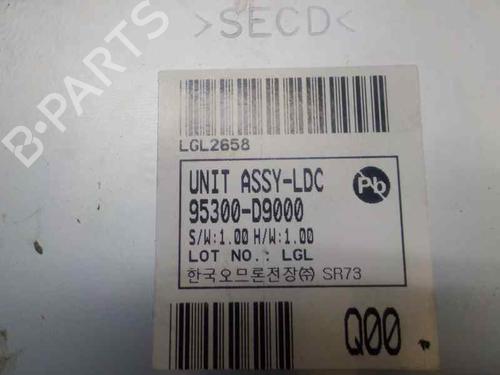 >SECD<
B-PARTS
LGL2658
UNIT ASSY-LDC
Pb
95300-D9000
S/W:1.00 H/W:1.00
LOT NO.: LGL
한국오므론전장㈜ SR73
Q00